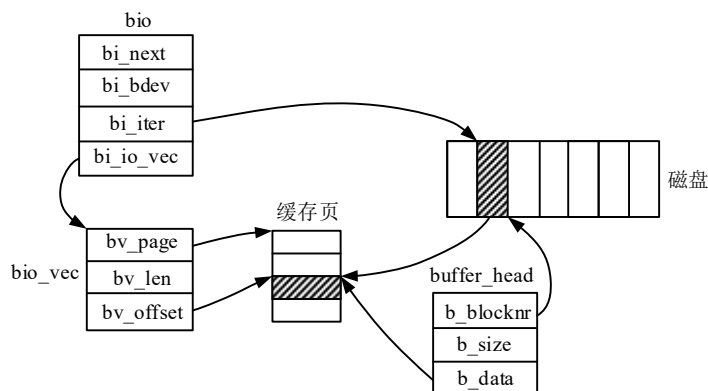 bio
bi_next
bi_bdev
bi_iter
bi_io_vec
磁盘
缓存页
bio_vec
bv_page
bv_len
bv_offset
buffer_head
b_blocknr
b_size
b_data